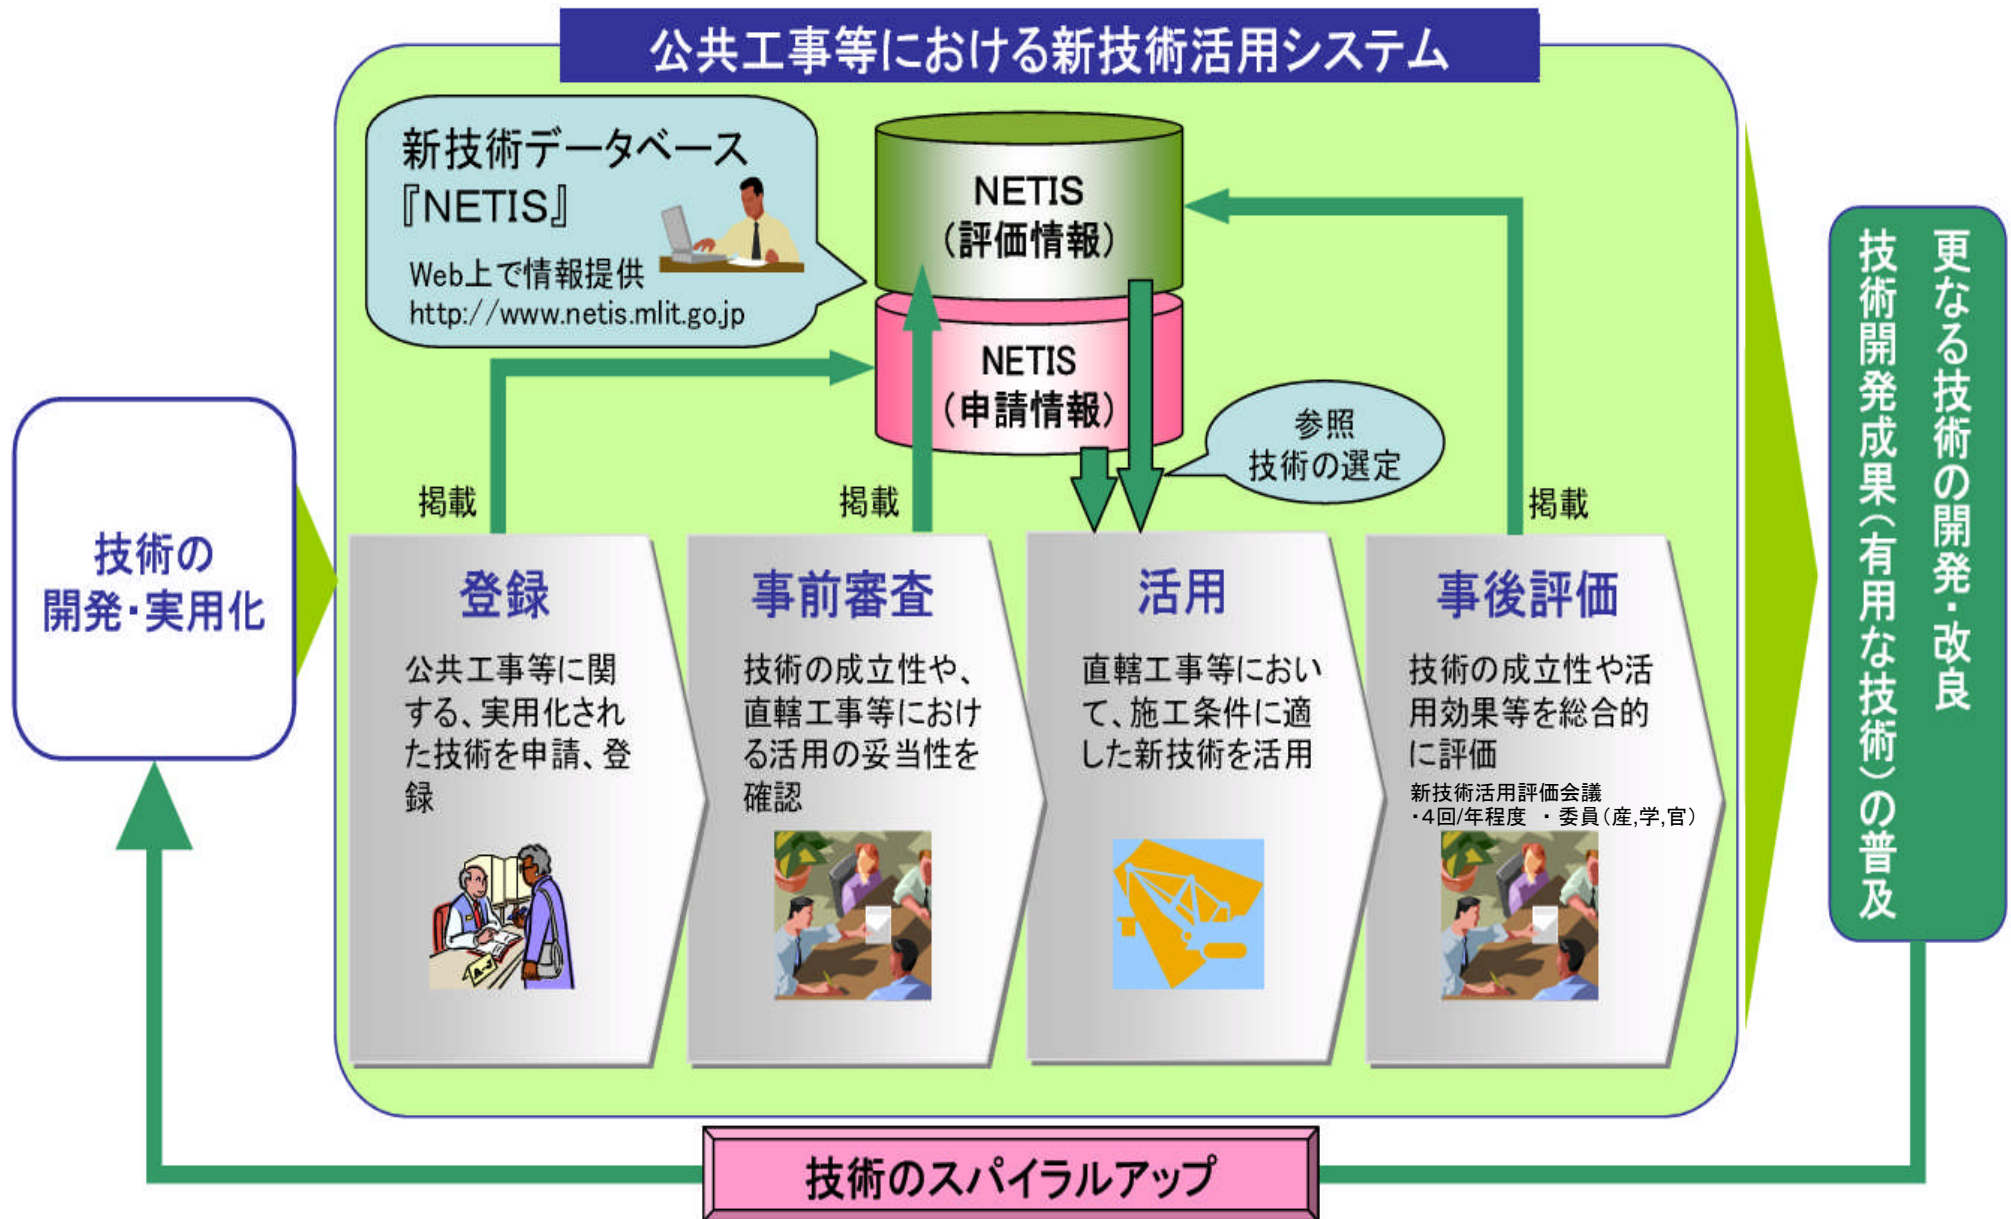 公共工事等における新技術活用システム
新技術データベース
『NETIS』
Web上で情報提供
http://www.netis.mlit.go.jp
NETIS
（評価情報）
NETIS
（申請情報）
参照
技術の選定
掲載
掲載
掲載
技術の
開発・実用化
登録
公共工事等に関
する、実用化され
た技術を申請、登
録
A-J
事前審査
技術の成立性や、
直轄工事等におけ
る活用の妥当性を
確認
活用
直轄工事等におい
て、施工条件に適
した新技術を活用
事後評価
技術の成立性や活
用効果等を総合的
に評価
新技術活用評価会議
・4回/年程度 ・委員（産,学,官）
更なる技術の開発・改良
技術開発成果（有用な技術）の普及
技術のスパイラルアップ